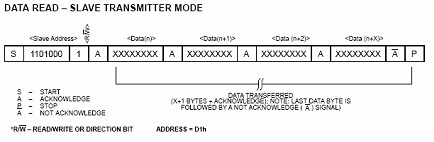 DATA READ – SLAVE TRANSMITTER MODE
<Slave Address> <R/W̅> <Data(n)> <Data(n+1)> <Data(n+2)> <Data (n+X)>
S 1101000 1 A XXXXXXXX A XXXXXXXX A XXXXXXXX A XXXXXXXX A̅ P
DATA TRANSFERRED
(X+1 BYTES + ACKNOWLEDGE); NOTE: LAST DATA BYTE IS
FOLLOWED BY A NOT ACKNOWLEDGE ( A̅ ) SIGNAL)
S – START
A – ACKNOWLEDGE
P – STOP
A̅ – NOT ACKNOWLEDGE
*R/W̅ – READ/WRITE OR DIRECTION BIT ADDRESS = D1h